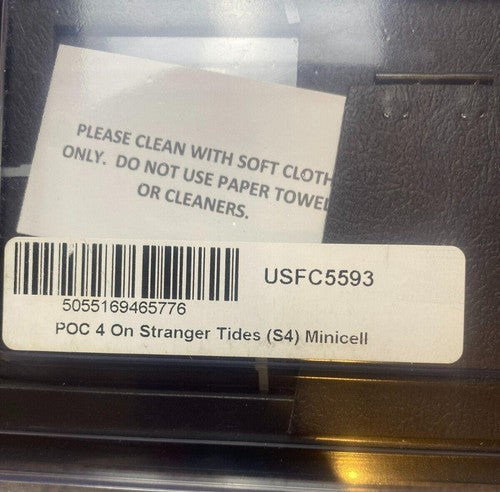 PLEASE CLEAN WITH SOFT CLOTH
ONLY. DO NOT USE PAPER TOWEL
OR CLEANERS.
USFC5593
5055169465776
POC 4 On Stranger Tides (S4) Minicell